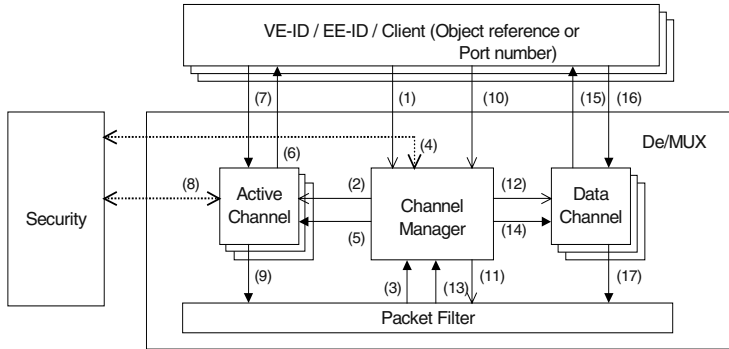 VE-ID / EE-ID / Client (Object reference or
Port number)
(7)
(1)
(10)
(15)
(16)
(4)
De/MUX
(6)
(8)
Active
Channel
(2)
Channel
Manager
(12)
Data
Channel
Security
(5)
(14)
(9)
(3)
(13)
(11)
(17)
Packet Filter